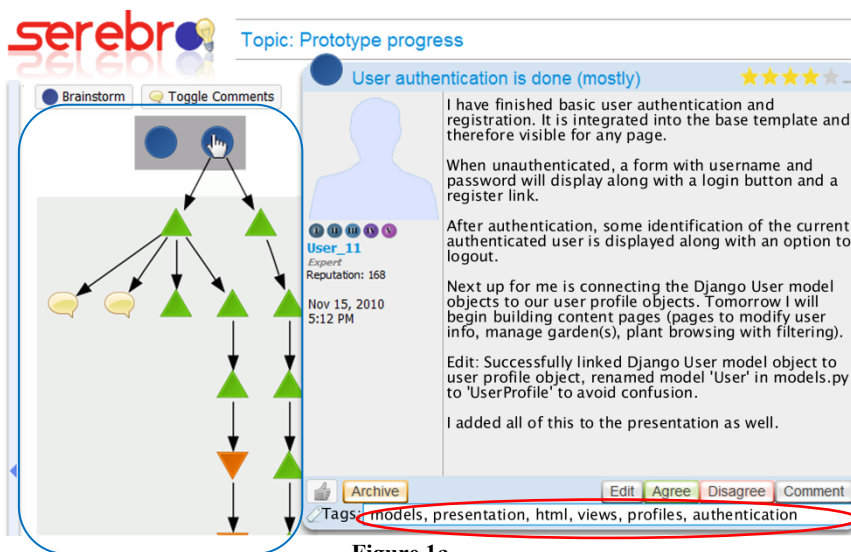 serebro
Topic: Prototype progress
Brainstorm
Toggle Comments
User authentication is done (mostly)
I have finished basic user authentication and
registration. It is integrated into the base template and
therefore visible for any page.
When unauthenticated, a form with username and
password will display along with a login button and a
register link.
After authentication, some identification of the current
authenticated user is displayed along with an option to
logout.
Next up for me is connecting the Django User model
objects to our user profile objects. Tomorrow I will
begin building content pages (pages to modify user
info, manage garden(s), plant browsing with filtering).
Edit: Successfully linked Django User model object to
user profile object, renamed model 'User' in models.py
to 'UserProfile' to avoid confusion.
I added all of this to the presentation as well.
I II III IV V
User_11
Expert
Reputation: 168
Nov 15, 2010
5:12 PM
Archive
Edit
Agree
Disagree
Comment
Tags: models, presentation, html, views, profiles, authentication